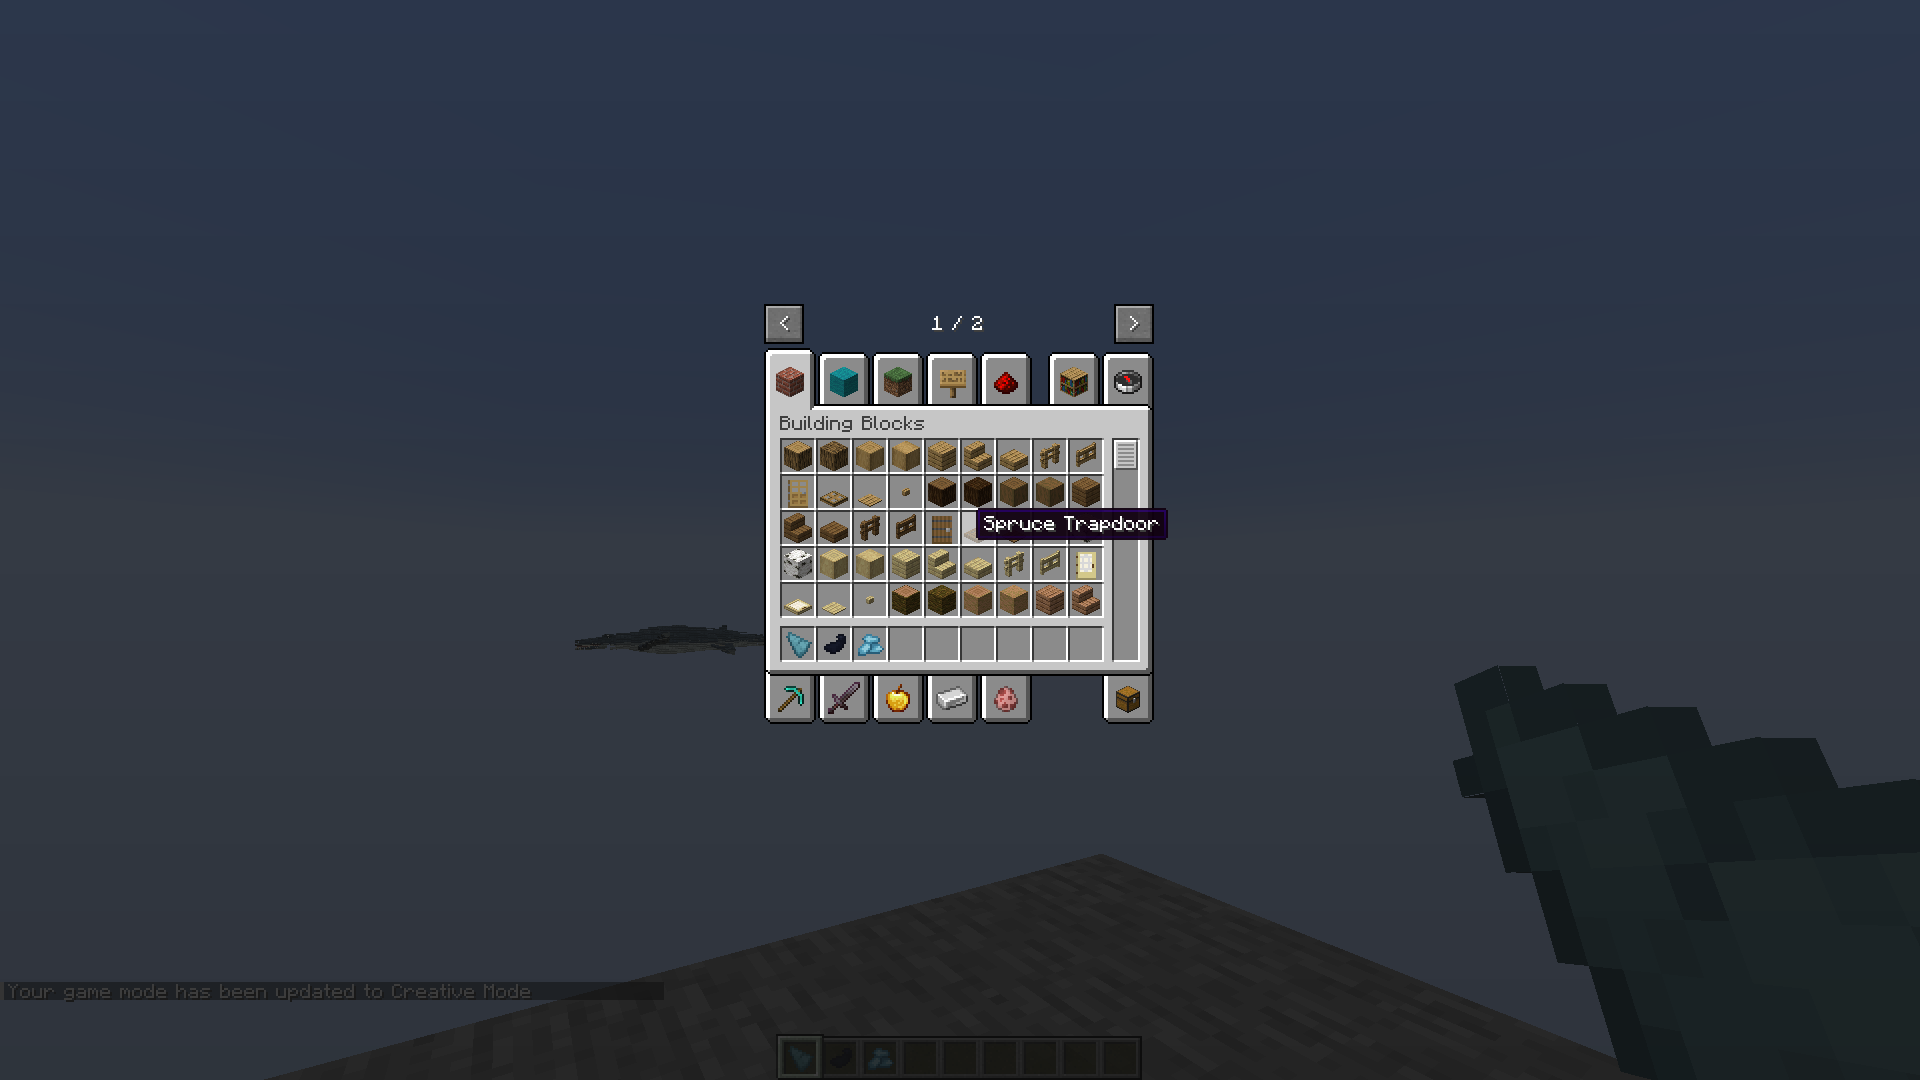 <
1 / 2
>
Building Blocks
Spruce Trapdoor
Your game mode has been updated to Creative Mode